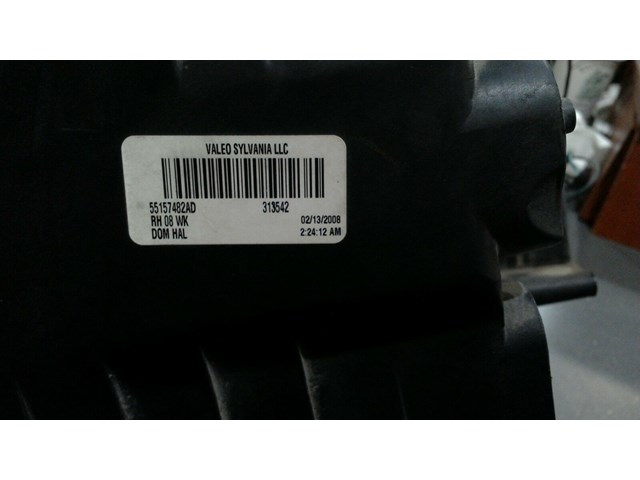 VALEO SYLVANIA LLC
55157482AD 313542
RH 08 WK 02/13/2008
DOM HAL 2:24:12 AM